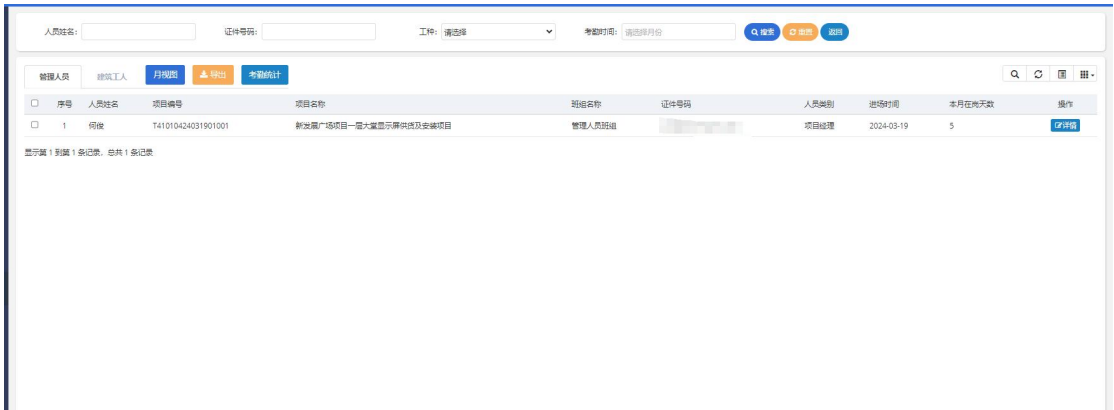 人员姓名: 证件号码: 工种: 请选择 考勤时间: 请选择月份 搜索 重置 返回
管理人员 建筑工人 月视图 导出 考勤统计
序号 人员姓名 项目编号 项目名称 班组名称 证件号码 人员类别 进场时间 本月在岗天数 操作
1 何俊 T41010424031901001 新发展广场项目一层大堂显示屏供货及安装项目 管理人员班组 项目经理 2024-03-19 5 详情
显示第 1 到第 1 条记录，总共 1 条记录